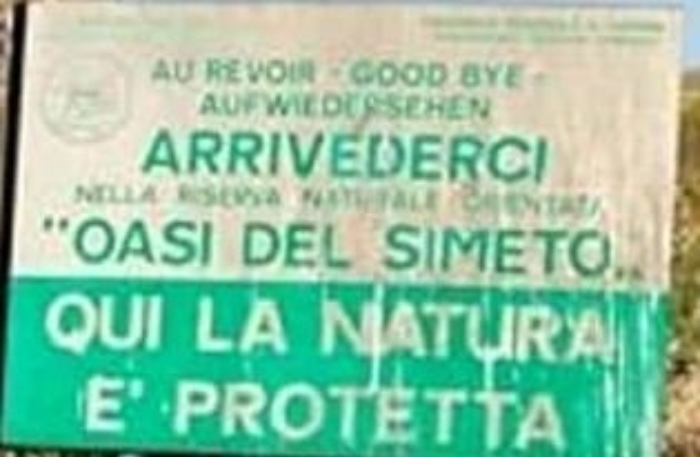 AU REVOIR - GOOD BYE -
AUFWIEDERSEHEN
ARRIVEDERCI
NELLA RISERVA NATURALE ORIENTATA
"OASI DEL SIMETO"
QUI LA NATURA
E' PROTETTA